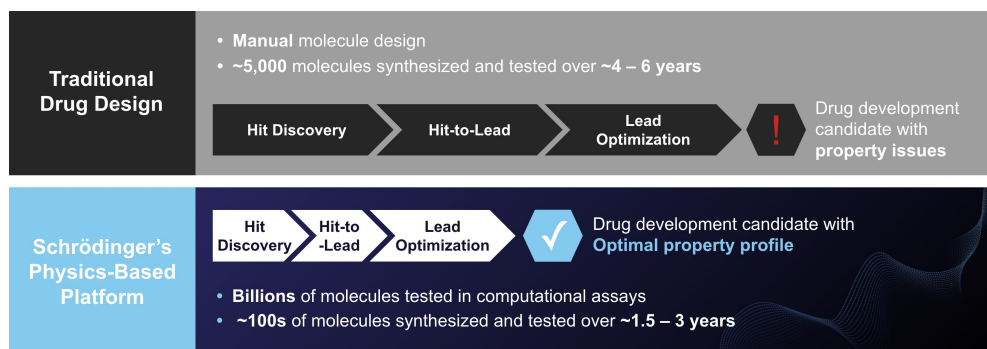 Traditional
Drug Design
• Manual molecule design
• ~5,000 molecules synthesized and tested over ~4 – 6 years
Hit Discovery
Hit-to-Lead
Lead
Optimization
!
Drug development
candidate with
property issues
Schrödinger’s
Physics-Based
Platform
Hit
Discovery
Hit-to
-Lead
Lead
Optimization
✓
Drug development candidate with
Optimal property profile
• Billions of molecules tested in computational assays
• ~100s of molecules synthesized and tested over ~1.5 – 3 years